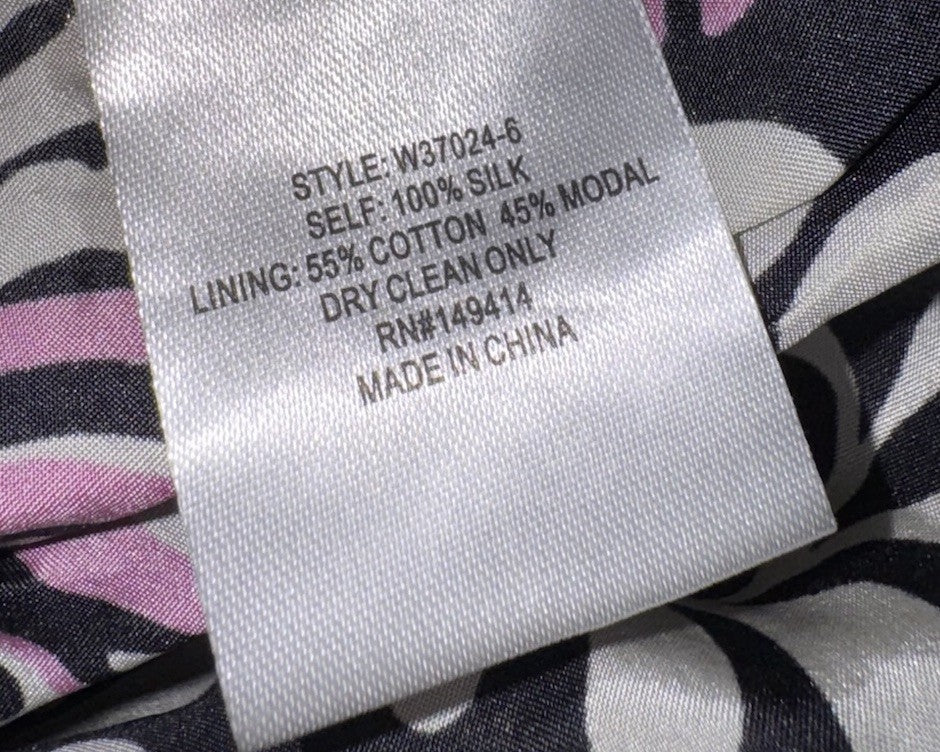 STYLE: W37024-6
SELF: 100% SILK
LINING: 55% COTTON 45% MODAL
DRY CLEAN ONLY
RN#149414
MADE IN CHINA